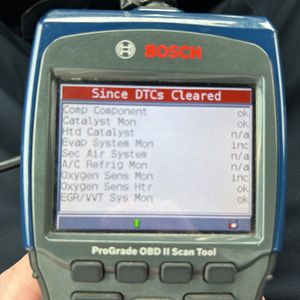 BOSCH
Since DTCs Cleared
Comp Component ok
Catalyst Mon ok
Htd Catalyst n/a
Evap System Mon inc
Sec Air System n/a
A/C Refrig Mon n/a
Oxygen Sens Mon inc
Oxygen Sens Htr ok
EGR/VVT Sys Mon ok
ProGrade OBD II Scan Tool